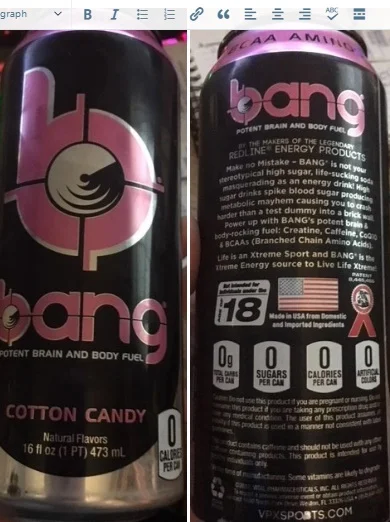 graph
B I
ABC
bang
POTENT BRAIN AND BODY FUEL
COTTON CANDY
Natural Flavors
16 fl oz (1 PT) 473 mL
0
CALORIES
PER CAN
BCAA AMINO
bang
POTENT BRAIN AND BODY FUEL
BY THE MAKERS OF THE LEGENDARY
REDLINE® ENERGY PRODUCTS
Make no Mistake – BANG® is not your
stereotypical high sugar, life-sucking soda
masquerading as an energy drink! High
sugar drinks spike blood sugar producing
metabolic mayhem causing you to crash
harder than a test dummy into a brick wall.
Power up with BANG's potent brain &
body-rocking fuel: Creatine, Caffeine, CoQ10
& BCAAs (Branched Chain Amino Acids).
Life is an Xtreme Sport and BANG® is the
Xtreme Energy source to Live Life Xtreme!
Not intended for
individuals under the
18
Made in USA from Domestic
and Imported Ingredients
0g
TOTAL CARBS
PER CAN
0
SUGARS
PER CAN
0
CALORIES
PER CAN
0
ARTIFICIAL
COLORS
VPXSPORTS.COM